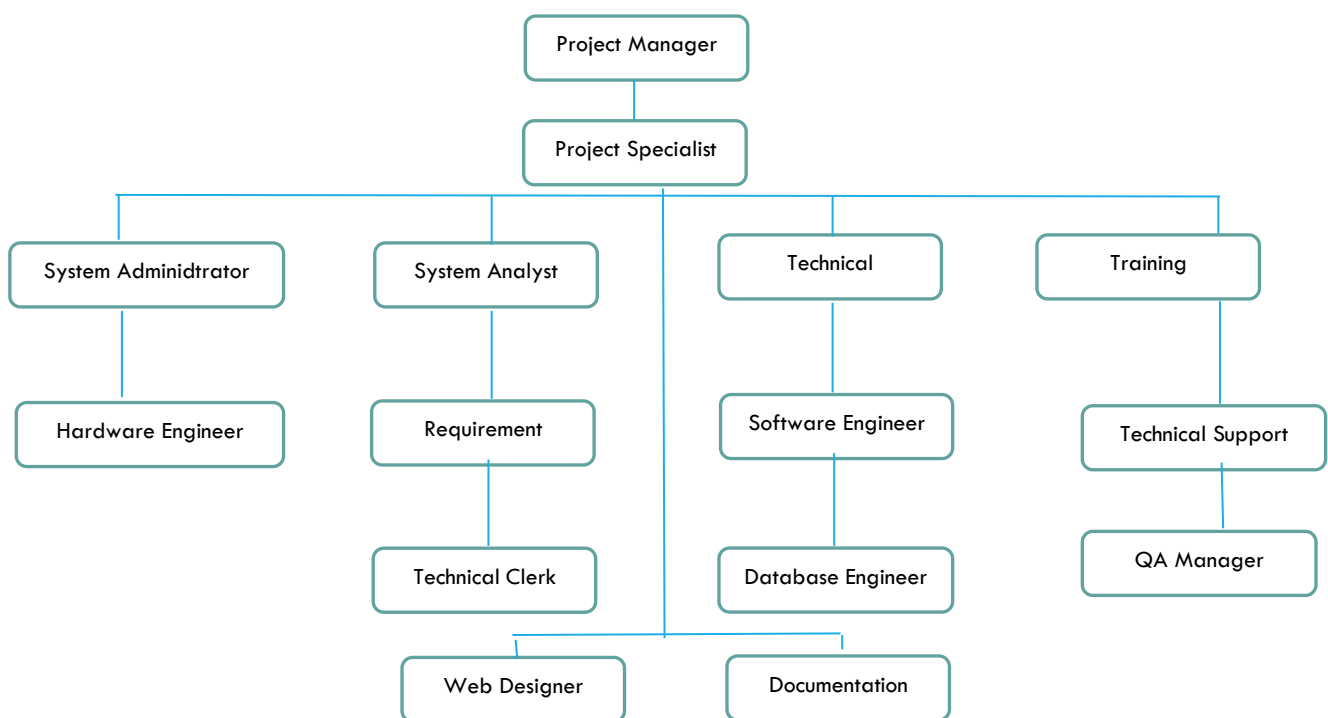 Project Manager
Project Specialist
System Adminidtrator
System Analyst
Technical
Training
Hardware Engineer
Requirement
Software Engineer
Technical Support
Technical Clerk
Database Engineer
QA Manager
Web Designer
Documentation